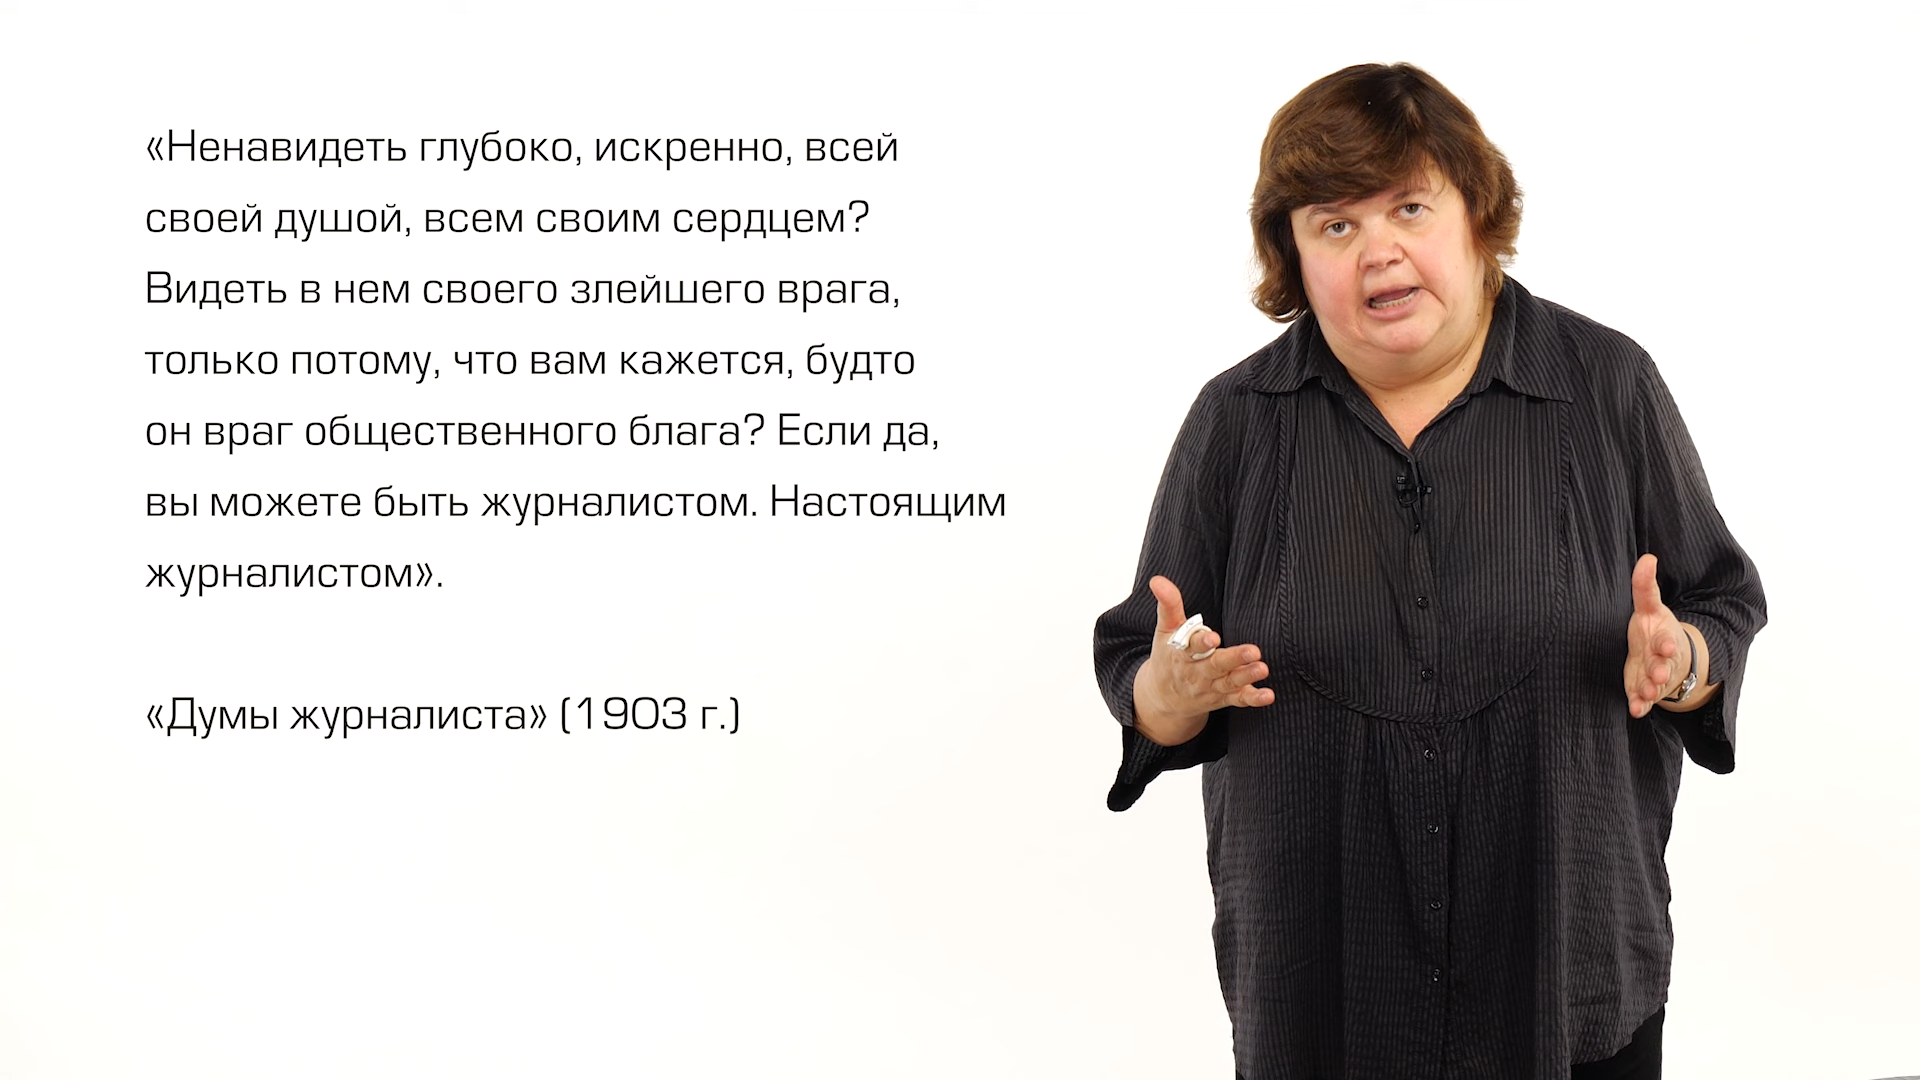 «Ненавидеть глубоко, искренно, всей
своей душой, всем своим сердцем?
Видеть в нем своего злейшего врага,
только потому, что вам кажется, будто
он враг общественного блага? Если да,
вы можете быть журналистом. Настоящим
журналистом».
«Думы журналиста» (1903 г.)